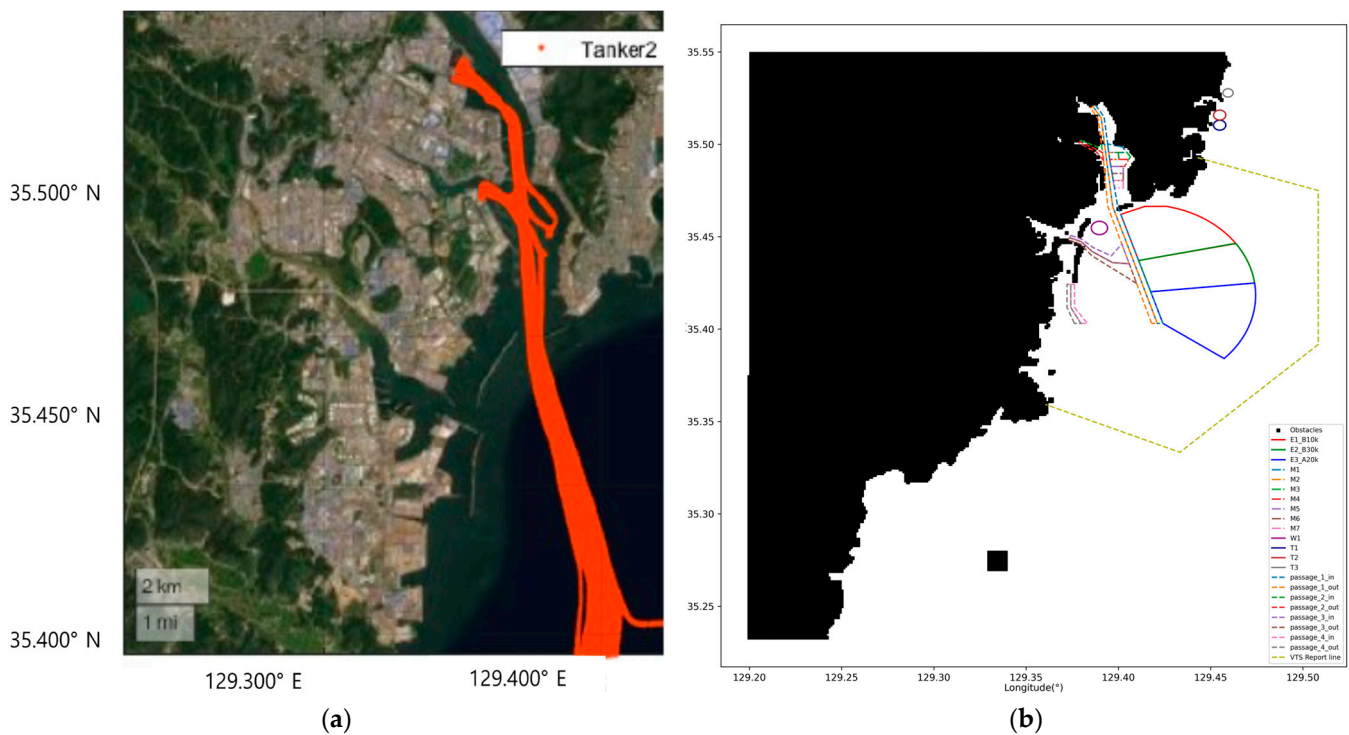 Tanker2
35.500° N
35.450° N
35.400° N
2 km
1 mi
129.300° E
129.400° E
(a)
35.55
35.50
35.45
35.40
35.35
35.30
35.25
129.20
129.25
129.30
129.35
129.40
129.45
129.50
Longitude(°)
Obstacles
E1_B10k
E2_B30k
E3_A20k
M1
M2
M3
M4
M5
M6
M7
W1
T1
T2
T3
passage_1_in
passage_1_out
passage_2_in
passage_2_out
passage_3_in
passage_3_out
passage_4_in
passage_4_out
VTS Report line
(b)